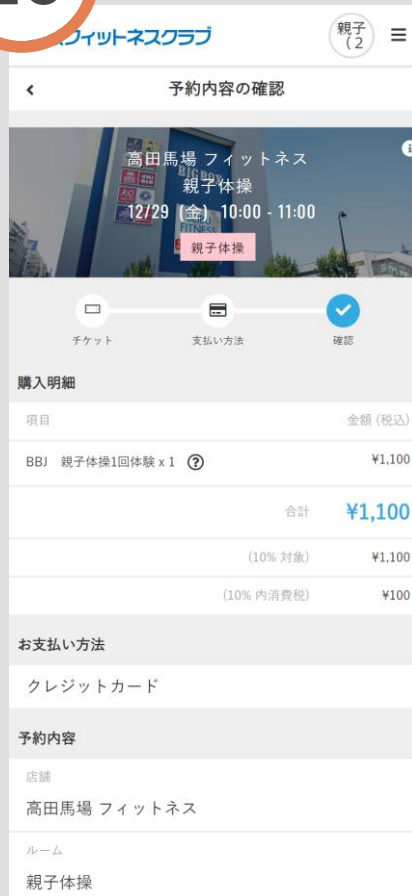 フィットネスクラブ
親子
(2
予約内容の確認
高田馬場 フィットネス
親子体操
12/29 (金) 10:00 - 11:00
親子体操
BIGBOX
FITNESS
チケット
支払い方法
確認
購入明細
項目 金額 (税込)
BBJ 親子体操1回体験 x 1 ? ¥1,100
合計 ¥1,100
(10% 対象) ¥1,100
(10% 内消費税) ¥100
お支払い方法
クレジットカード
予約内容
店舗
高田馬場 フィットネス
ルーム
親子体操